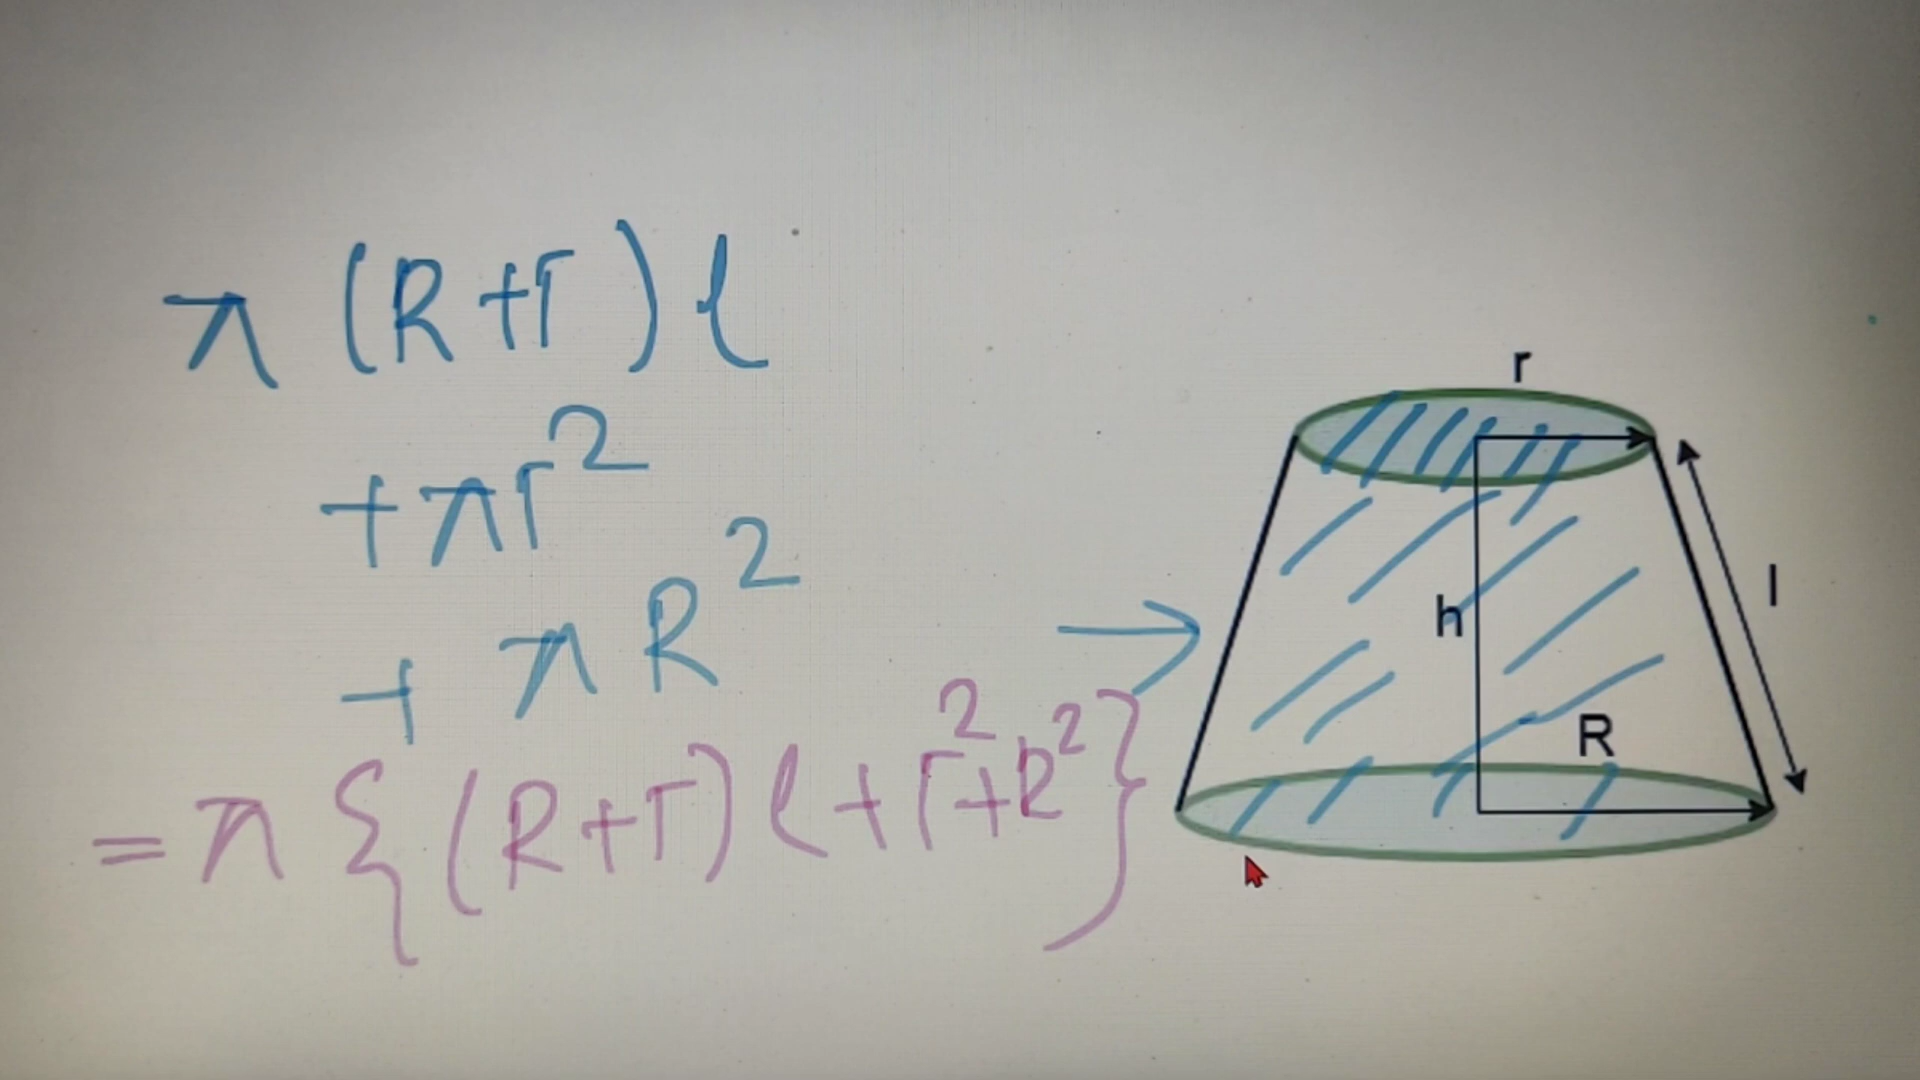 π (R+r) l
+πr²
+ πR²
= π {(R+r) l + r² + R²}
r
h
l
R